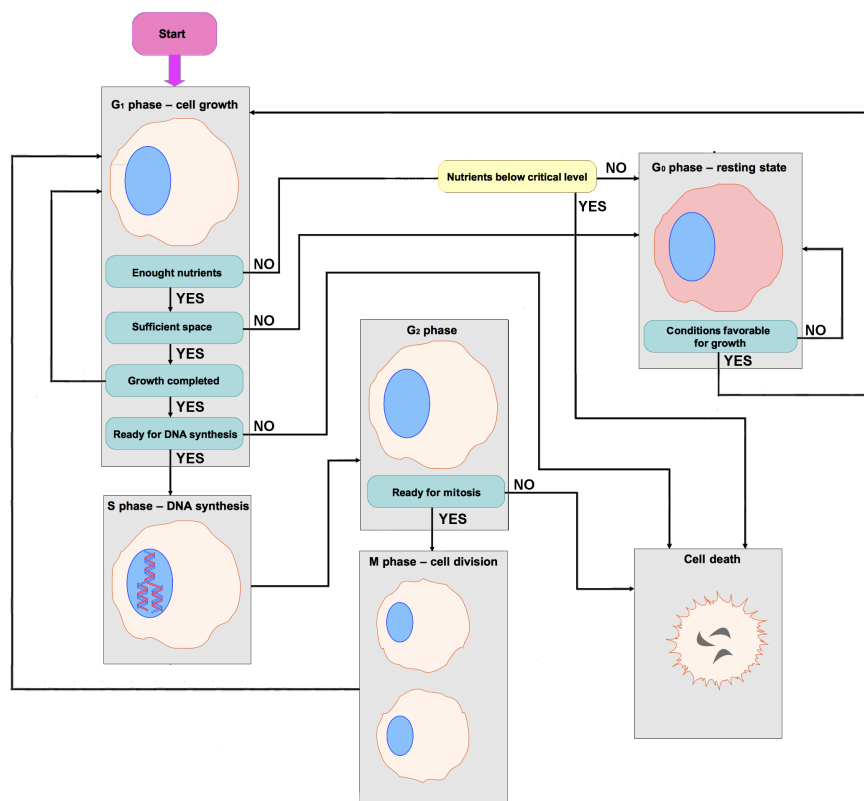 Start
G₁ phase – cell growth
Enought nutrients
NO
YES
Sufficient space
NO
YES
Growth completed
YES
Ready for DNA synthesis
NO
YES
S phase – DNA synthesis
Nutrients below critical level
NO
YES
G₀ phase – resting state
Conditions favorable
for growth
NO
YES
G₂ phase
Ready for mitosis
NO
YES
M phase – cell division
Cell death